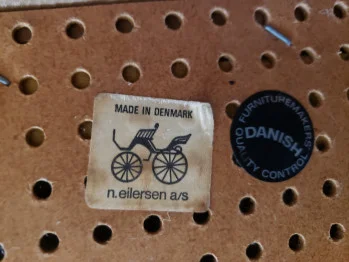 MADE IN DENMARK
n.eilersen a/s
FURNITUREMAKERS
DANISH
QUALITY CONTROL